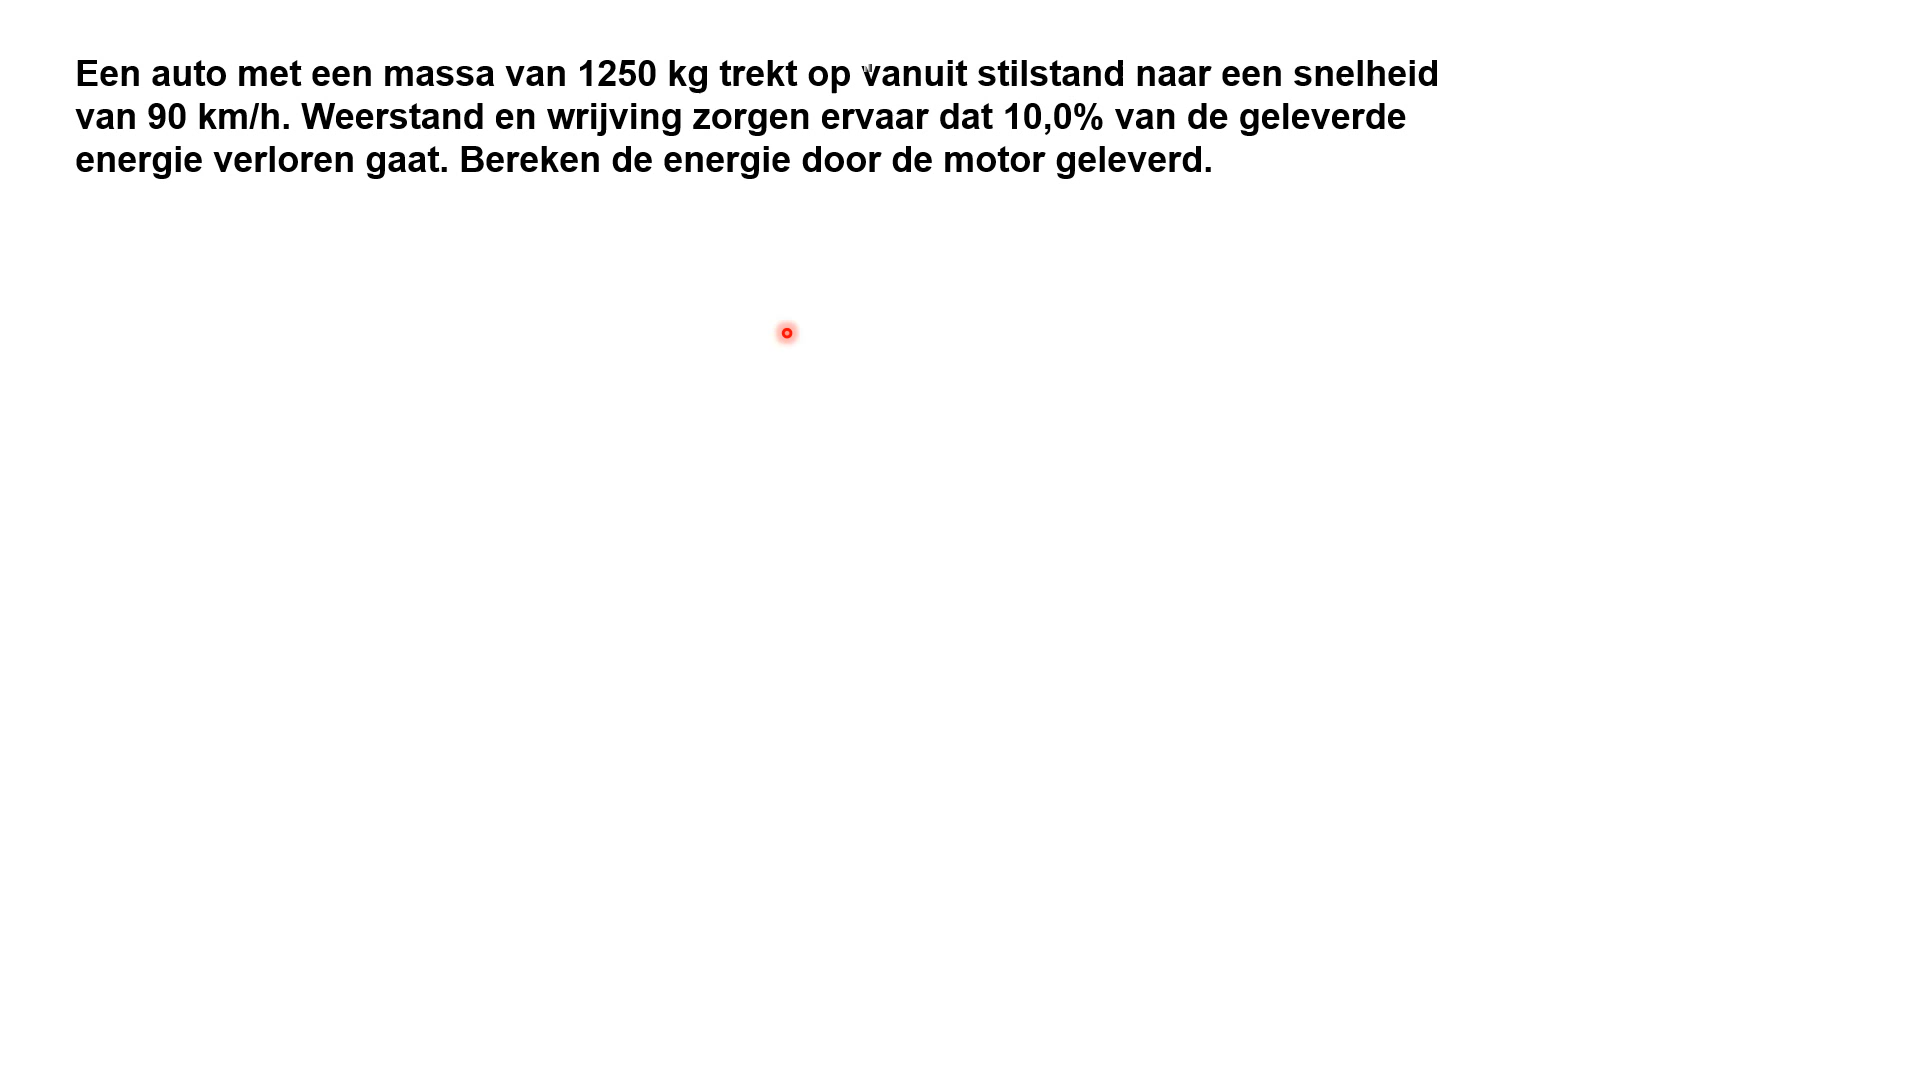 Een auto met een massa van 1250 kg trekt op vanuit stilstand naar een snelheid
van 90 km/h. Weerstand en wrijving zorgen ervaar dat 10,0% van de geleverde
energie verloren gaat. Bereken de energie door de motor geleverd.